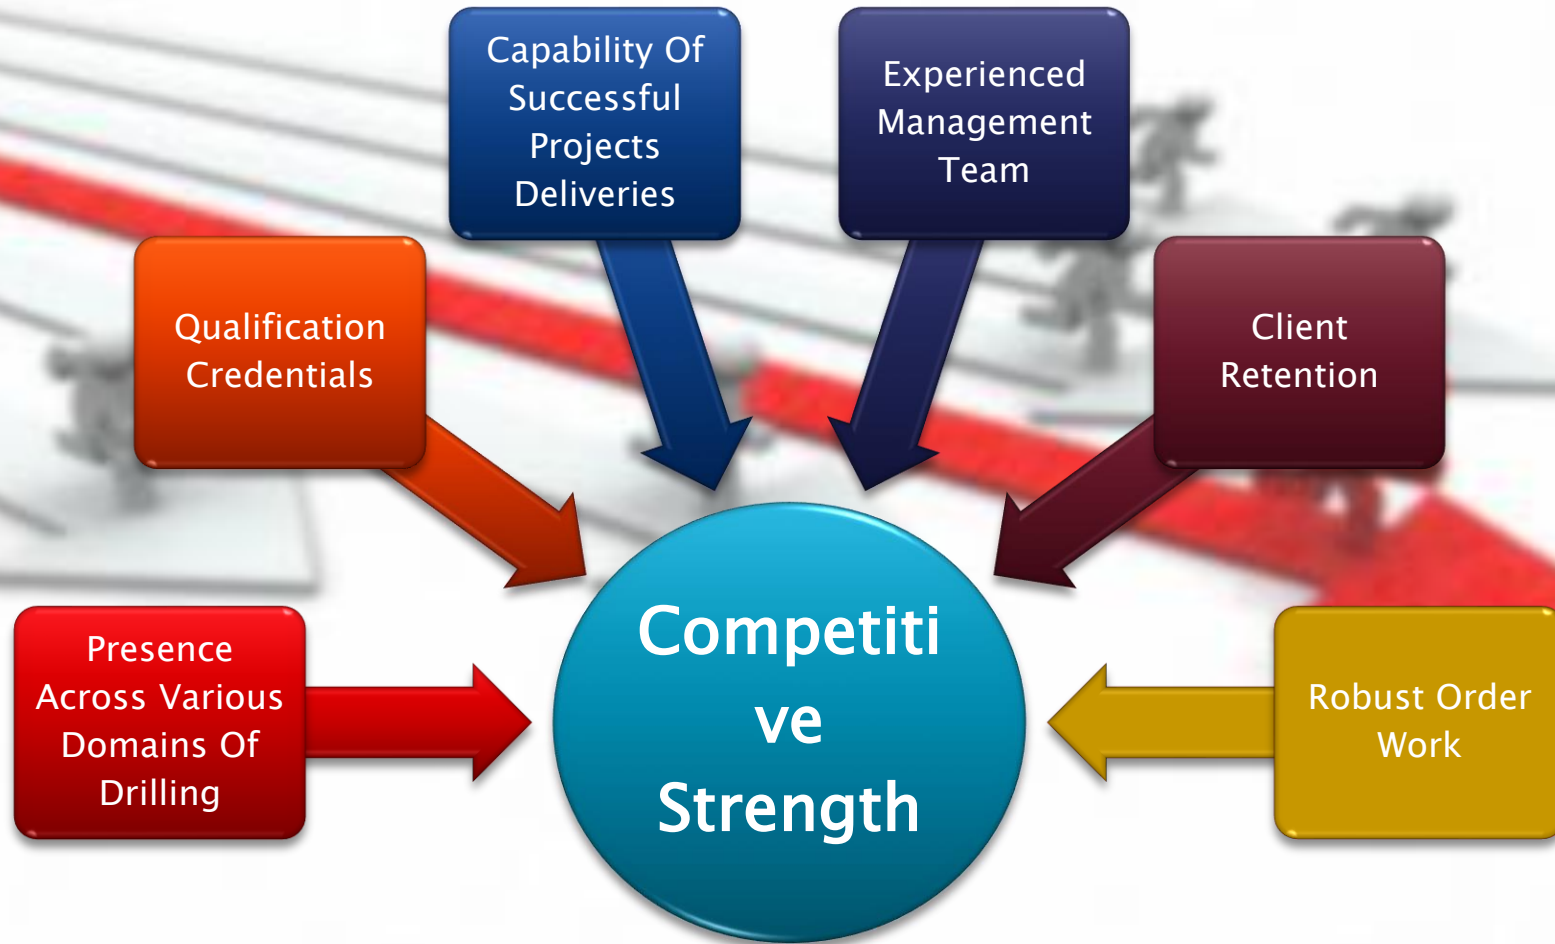 Capability Of
Successful
Projects
Deliveries
Experienced
Management
Team
Qualification
Credentials
Client
Retention
Presence
Across Various
Domains Of
Drilling
Competiti
ve
Strength
Robust Order
Work